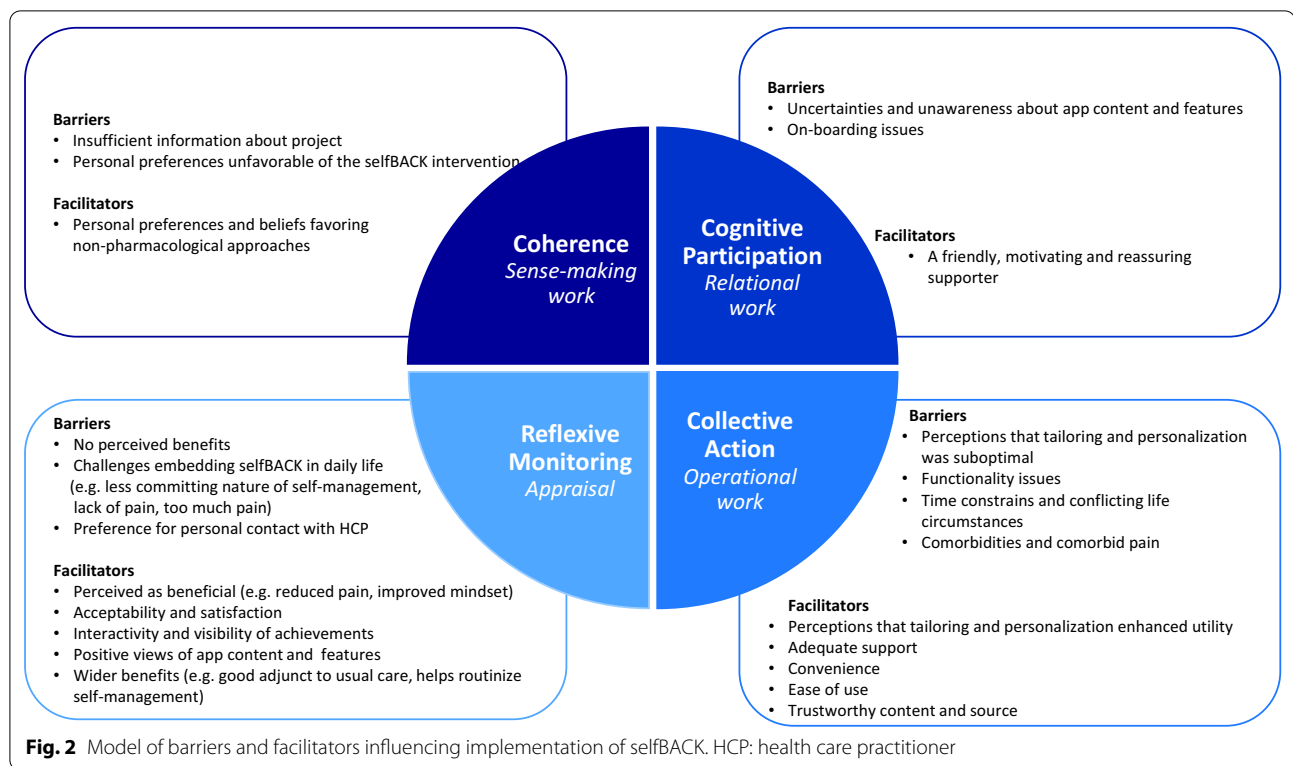 Barriers
• Insufficient information about project
• Personal preferences unfavorable of the selfBACK intervention
Facilitators
• Personal preferences and beliefs favoring
non-pharmacological approaches
Coherence
Sense-making
work
Barriers
• Uncertainties and unawareness about app content and features
• On-boarding issues
Facilitators
• A friendly, motivating and reassuring
supporter
Cognitive
Participation
Relational
work
Barriers
• No perceived benefits
• Challenges embedding selfBACK in daily life
(e.g. less committing nature of self-management,
lack of pain, too much pain)
• Preference for personal contact with HCP
Facilitators
• Perceived as beneficial (e.g. reduced pain, improved mindset)
• Acceptability and satisfaction
• Interactivity and visibility of achievements
• Positive views of app content and features
• Wider benefits (e.g. good adjunct to usual care, helps routinize
self-management)
Reflexive
Monitoring
Appraisal
Collective
Action
Operational
work
Barriers
• Perceptions that tailoring and personalization
was suboptimal
• Functionality issues
• Time constrains and conflicting life
circumstances
• Comorbidities and comorbid pain
Facilitators
• Perceptions that tailoring and personalization enhanced utility
• Adequate support
• Convenience
• Ease of use
• Trustworthy content and source
Fig. 2 Model of barriers and facilitators influencing implementation of selfBACK. HCP: health care practitioner